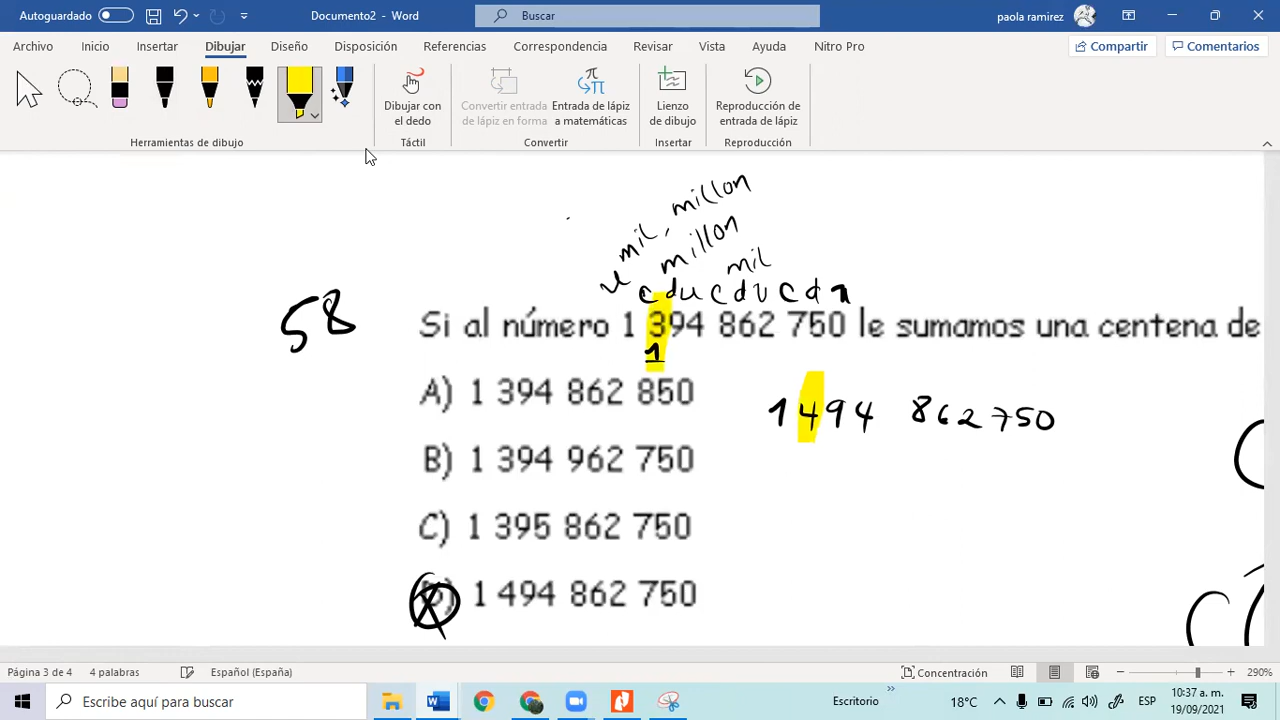 Autoguardado
Documento2 - Word
Buscar
paola ramirez
Archivo Inicio Insertar Dibujar Diseño Disposición Referencias Correspondencia Revisar Vista Ayuda Nitro Pro
Compartir Comentarios
Dibujar con el dedo
Convertir entrada de lápiz en forma
Entrada de lápiz a matemáticas
Lienzo de dibujo
Reproducción de entrada de lápiz
Herramientas de dibujo Táctil Convertir Insertar Reproducción
mil, millon
millon
mil
u c d u c d u c d u
58
Si al número 1 394 862 750 le sumamos una centena de
1
A) 1 394 862 850
1 494 862 750
B) 1 394 962 750
C) 1 395 862 750
D) 1 494 862 750
Página 3 de 4 4 palabras Español (España) Concentración 290%
Escribe aquí para buscar
Escritorio
18°C
ESP
10:37 a. m.
19/09/2021